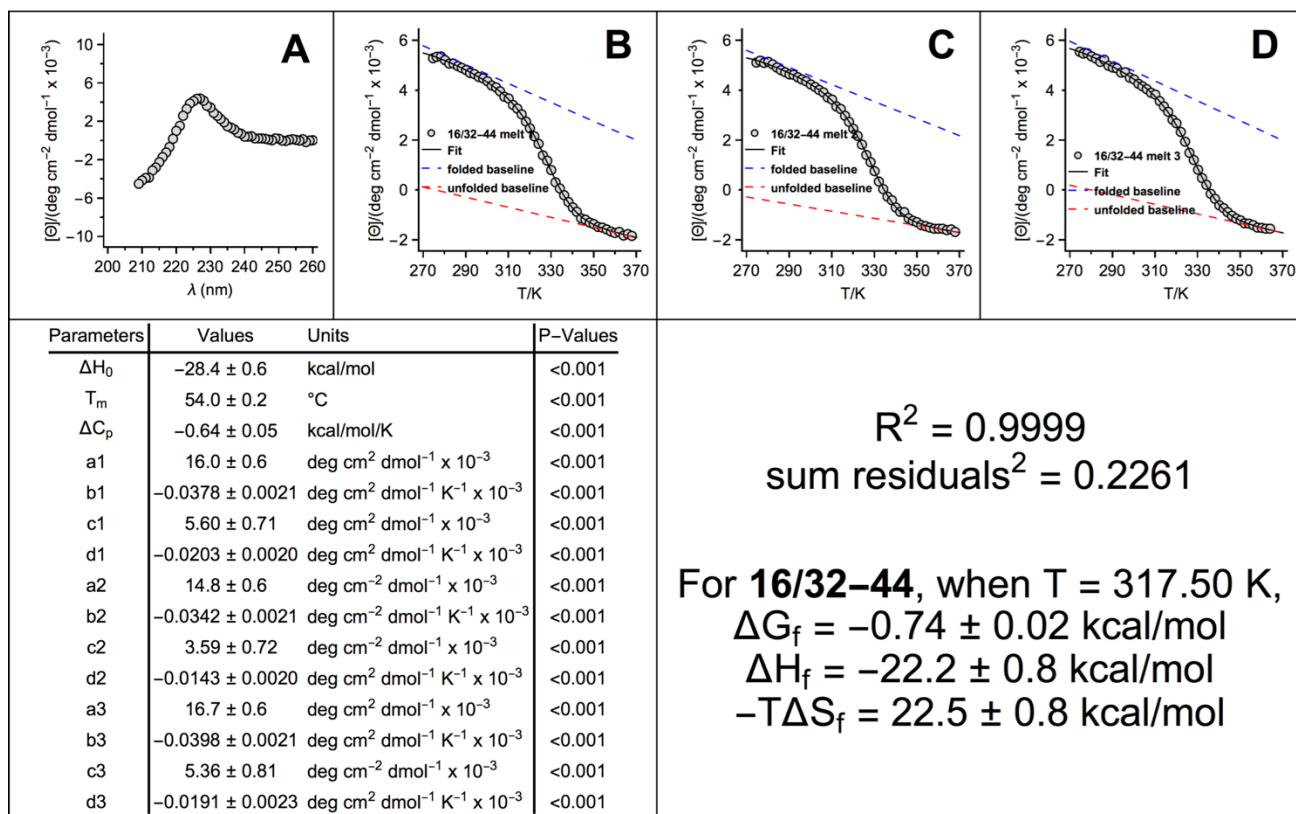 A
[Θ]/(deg cm⁻² dmol⁻¹ x 10⁻³)
10
6
2
−2
−6
−10
200 210 220 230 240 250 260
λ (nm)
B
[Θ]/(deg cm⁻² dmol⁻¹ x 10⁻³)
6
4
2
0
−2
16/32−44 melt 1
Fit
folded baseline
unfolded baseline
270 290 310 330 350 370
T/K
C
[Θ]/(deg cm⁻² dmol⁻¹ x 10⁻³)
6
4
2
0
−2
16/32−44 melt 2
Fit
folded baseline
unfolded baseline
270 290 310 330 350 370
T/K
D
[Θ]/(deg cm⁻² dmol⁻¹ x 10⁻³)
6
4
2
0
−2
16/32−44 melt 3
Fit
folded baseline
unfolded baseline
270 290 310 330 350 370
T/K
Parameters Values Units P−Values
ΔH₀ −28.4 ± 0.6 kcal/mol <0.001
Tₘ 54.0 ± 0.2 °C <0.001
ΔCₚ −0.64 ± 0.05 kcal/mol/K <0.001
a1 16.0 ± 0.6 deg cm² dmol⁻¹ x 10⁻³ <0.001
b1 −0.0378 ± 0.0021 deg cm² dmol⁻¹ K⁻¹ x 10⁻³ <0.001
c1 5.60 ± 0.71 deg cm² dmol⁻¹ x 10⁻³ <0.001
d1 −0.0203 ± 0.0020 deg cm² dmol⁻¹ K⁻¹ x 10⁻³ <0.001
a2 14.8 ± 0.6 deg cm⁻² dmol⁻¹ x 10⁻³ <0.001
b2 −0.0342 ± 0.0021 deg cm⁻² dmol⁻¹ K⁻¹ x 10⁻³ <0.001
c2 3.59 ± 0.72 deg cm⁻² dmol⁻¹ x 10⁻³ <0.001
d2 −0.0143 ± 0.0020 deg cm⁻² dmol⁻¹ K⁻¹ x 10⁻³ <0.001
a3 16.7 ± 0.6 deg cm⁻² dmol⁻¹ x 10⁻³ <0.001
b3 −0.0398 ± 0.0021 deg cm² dmol⁻¹ K⁻¹ x 10⁻³ <0.001
c3 5.36 ± 0.81 deg cm⁻² dmol⁻¹ x 10⁻³ <0.001
d3 −0.0191 ± 0.0023 deg cm² dmol⁻¹ K⁻¹ x 10⁻³ <0.001
R² = 0.9999
sum residuals² = 0.2261
For 16/32−44, when T = 317.50 K,
ΔG_f = −0.74 ± 0.02 kcal/mol
ΔH_f = −22.2 ± 0.8 kcal/mol
−TΔS_f = 22.5 ± 0.8 kcal/mol